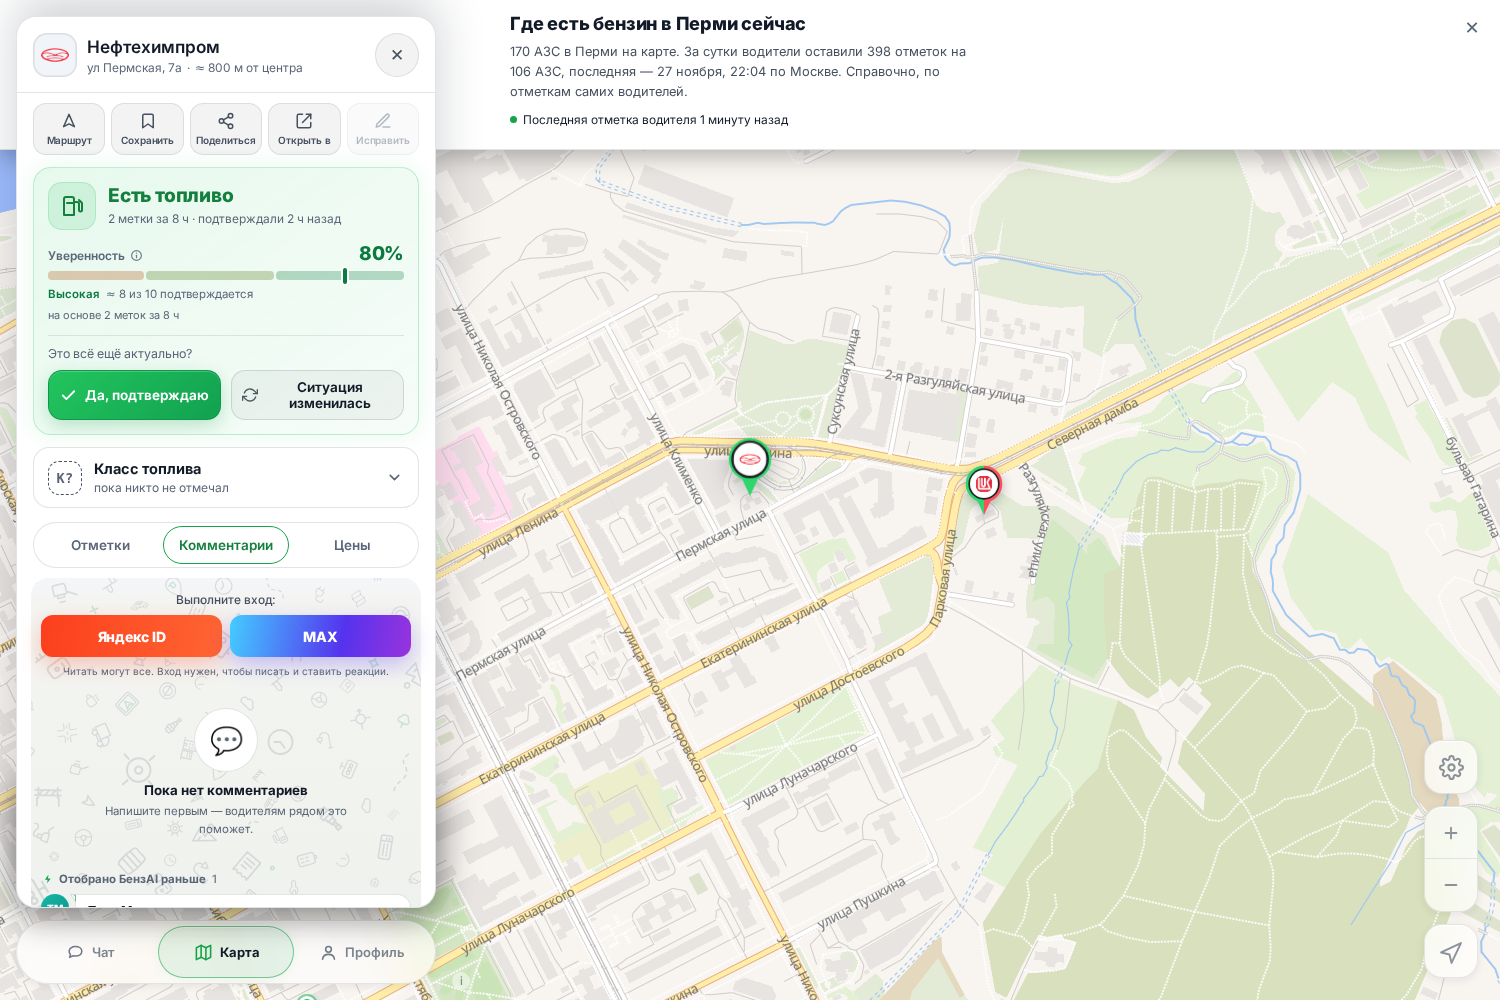 Нефтехимпром
ул Пермская, 7а · ≈ 800 м от центра
Маршрут
Сохранить
Поделиться
Открыть в
Исправить
Есть топливо
2 метки за 8 ч · подтверждали 2 ч назад
Уверенность
80%
Высокая ≈ 8 из 10 подтверждается
на основе 2 меток за 8 ч
Это всё ещё актуально?
Да, подтверждаю
Ситуация
изменилась
К?
Класс топлива
пока никто не отмечал
Отметки
Комментарии
Цены
Выполните вход:
Яндекс ID
MAX
Читать могут все. Вход нужен, чтобы писать и ставить реакции.
Пока нет комментариев
Напишите первым — водителям рядом это
поможет.
Отобрано БензAI раньше 1
Чат
Карта
Профиль
Где есть бензин в Перми сейчас
170 АЗС в Перми на карте. За сутки водители оставили 398 отметок на
106 АЗС, последняя — 27 ноября, 22:04 по Москве. Справочно, по
отметкам самих водителей.
Последняя отметка водителя 1 минуту назад
улица Николая Островского
улица Клименко
Суксунская улица
2-я Разгуляйская улица
Северная дамба
бульвар Гагарина
Разгуляйская улица
улица Ленина
Пермская улица
Парковая улица
Пермская улица
Екатерининская улица
улица Николая Островского
улица Достоевского
Екатерининская улица
улица Луначарского
улица Пушкина
улица Луначарского
LUK